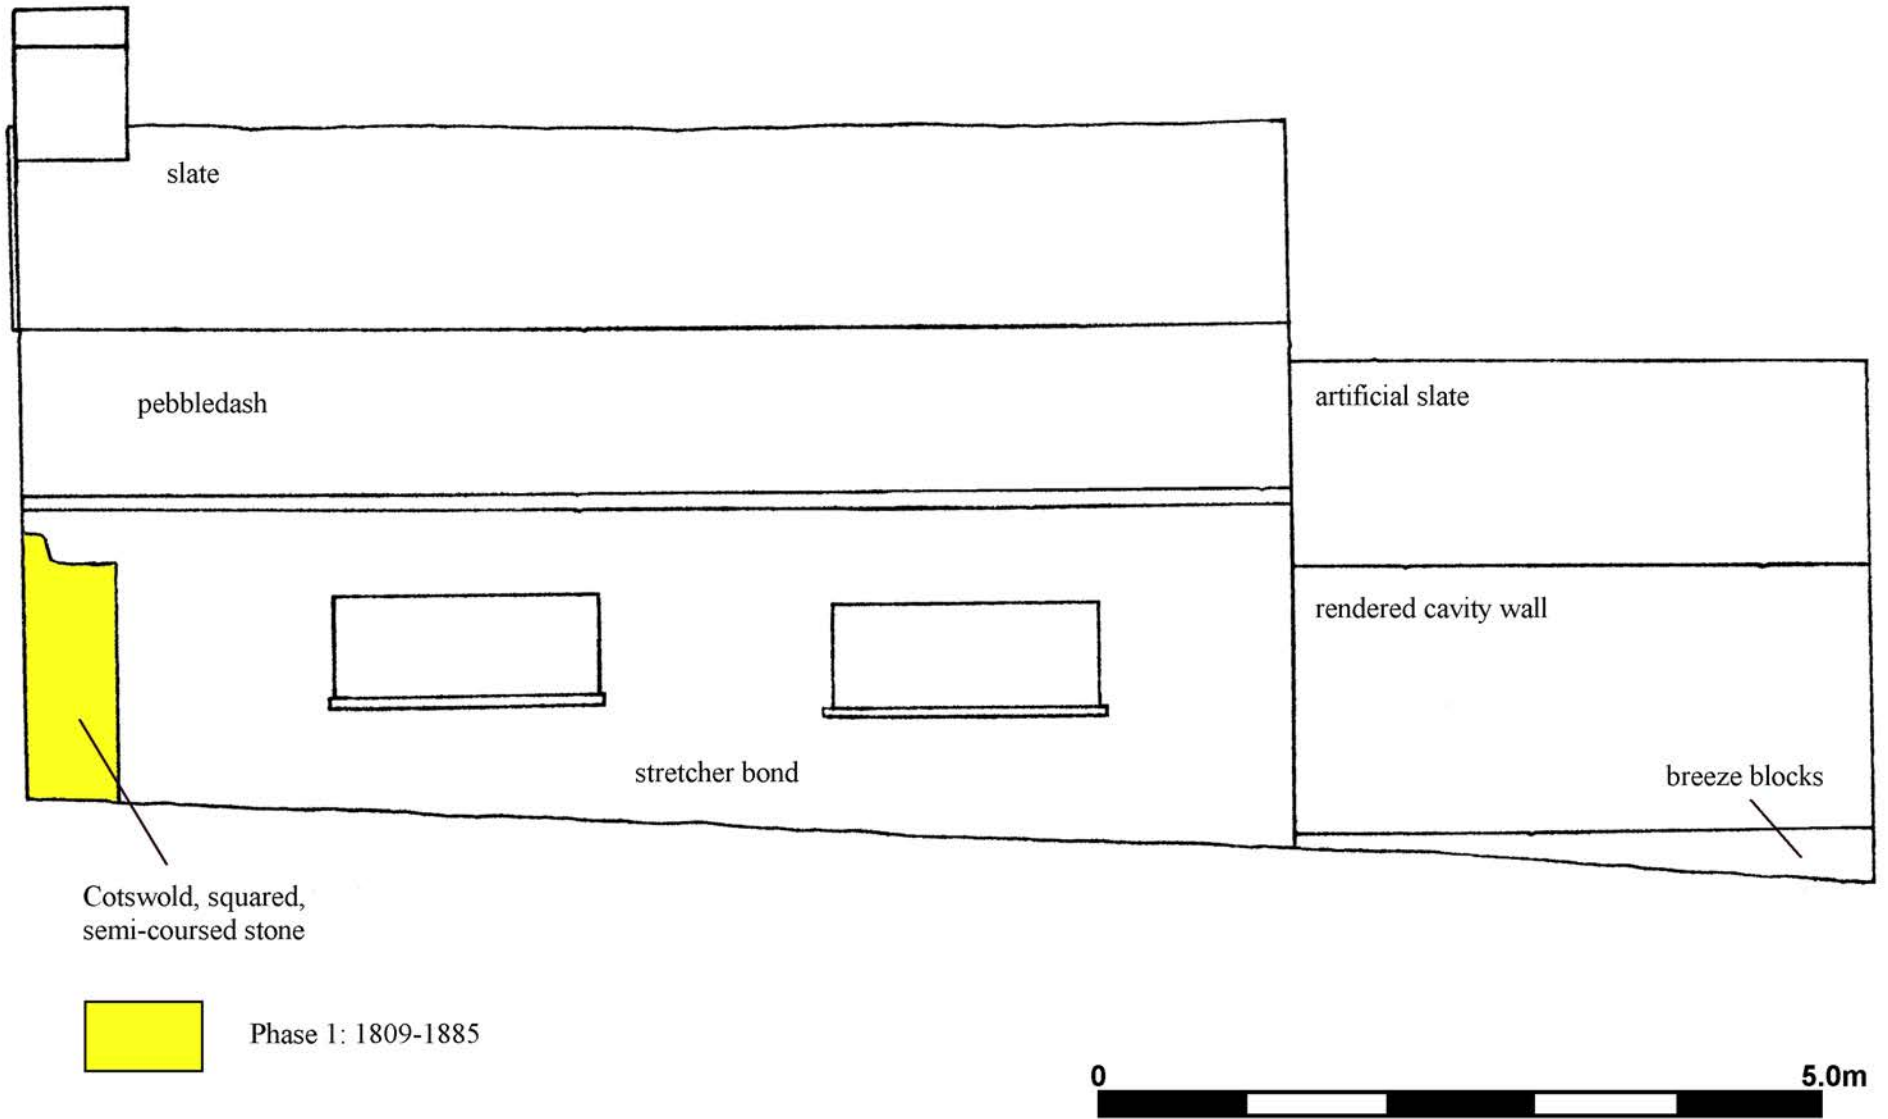 slate
pebbledash
artificial slate
rendered cavity wall
stretcher bond
breeze blocks
Cotswold, squared,
semi-coursed stone
Phase 1: 1809-1885
0
5.0m